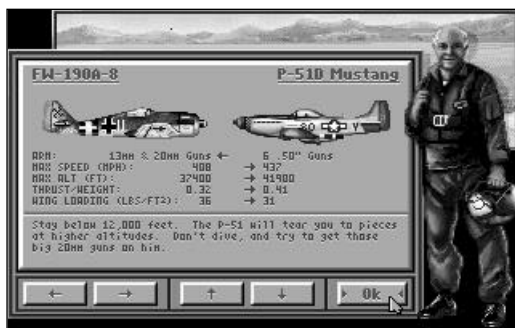 FW-190A-8 P-51D Mustang
ARM: 13mm & 20mm Guns ← 6 .50" Guns
MAX SPEED (MPH): 408 → 437
MAX ALT (FT): 37400 → 41900
THRUST/WEIGHT: 0.32 → 0.41
WING LOADING (LBS/FT2): 36 → 31
Stay below 12,000 feet. The P-51 will tear you to pieces
at higher altitudes. Don't dive, and try to get those
big 20mm guns on him.
← → ↑ ↓ Ok